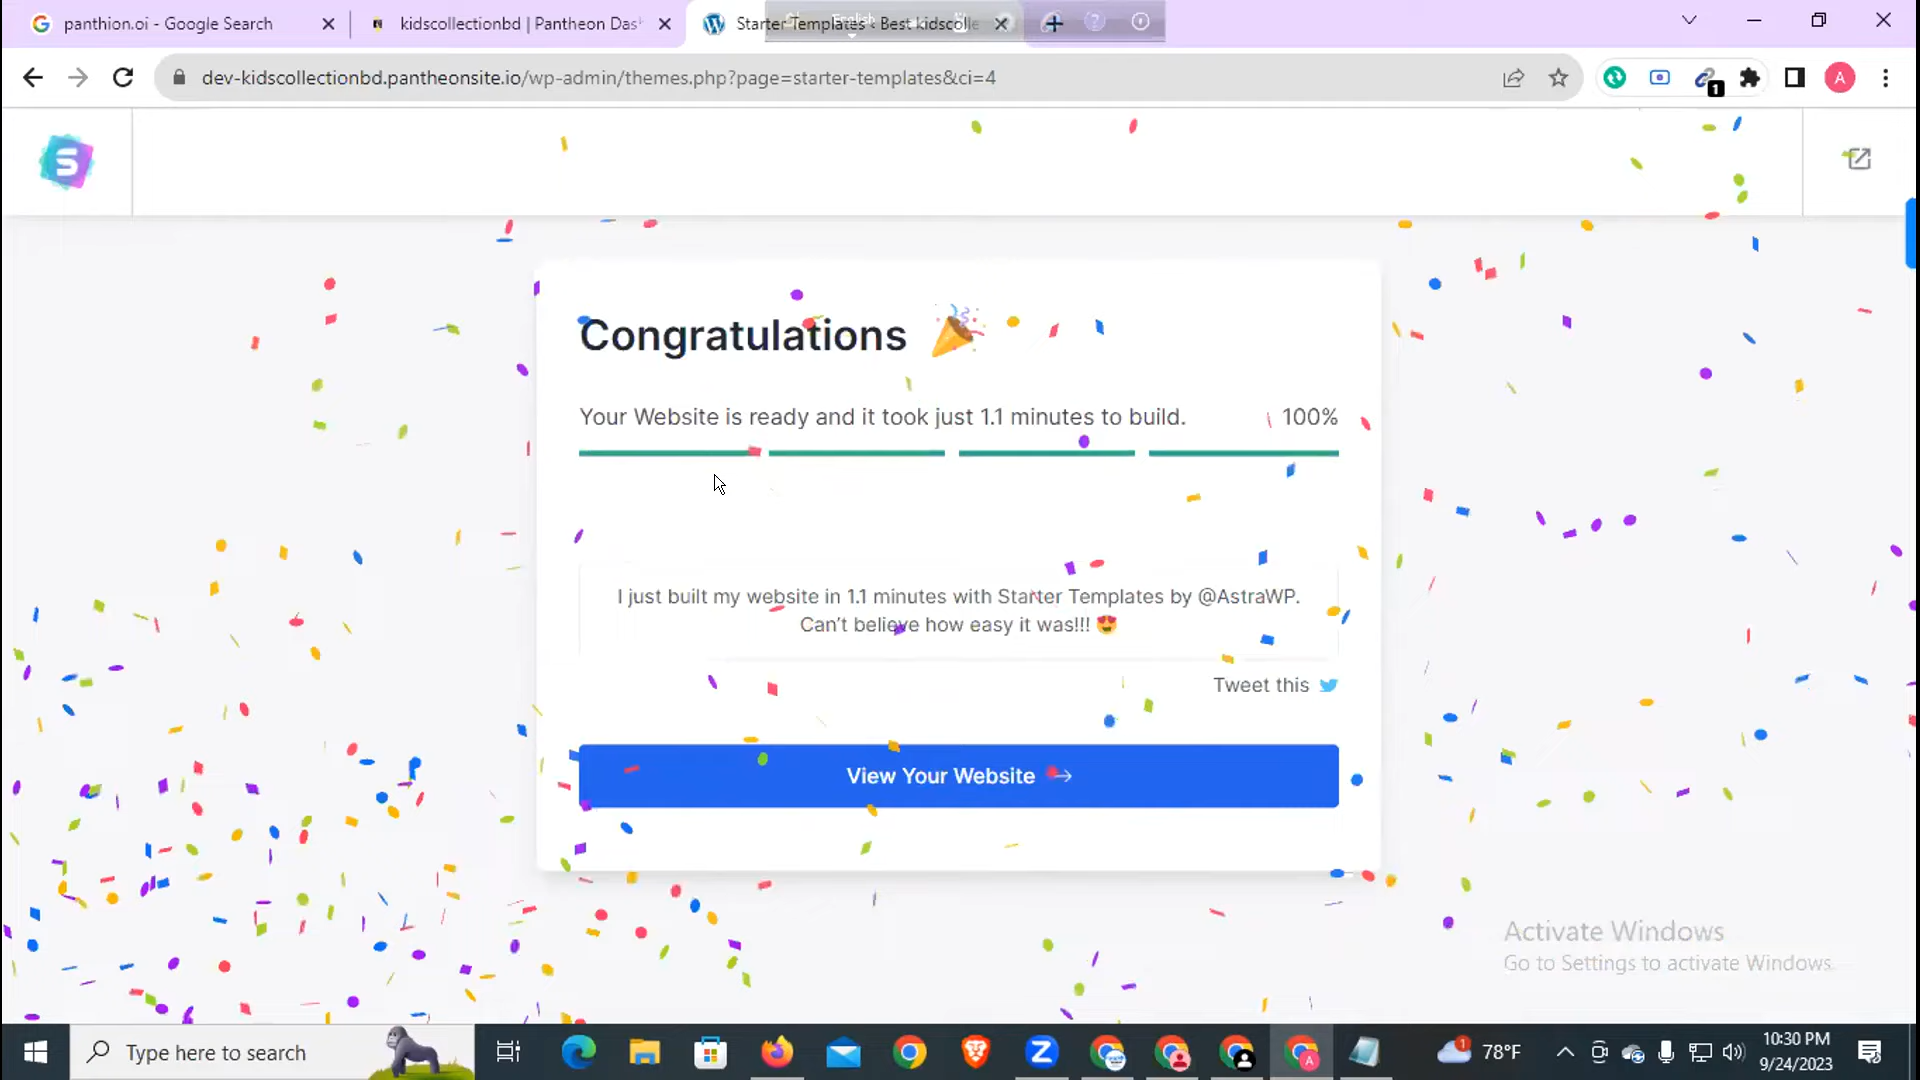 panthion.oi - Google Search
kidscollectionbd | Pantheon Das
Starter Templates ‹ Best kidscolle
English
dev-kidscollectionbd.pantheonsite.io/wp-admin/themes.php?page=starter-templates&ci=4
1
A
S
Congratulations
Your Website is ready and it took just 1.1 minutes to build.
100%
I just built my website in 1.1 minutes with Starter Templates by @AstraWP.
Can't believe how easy it was!!! 😍
Tweet this
View Your Website →
Activate Windows
Go to Settings to activate Windows.
Type here to search
1
78°F
10:30 PM
9/24/2023